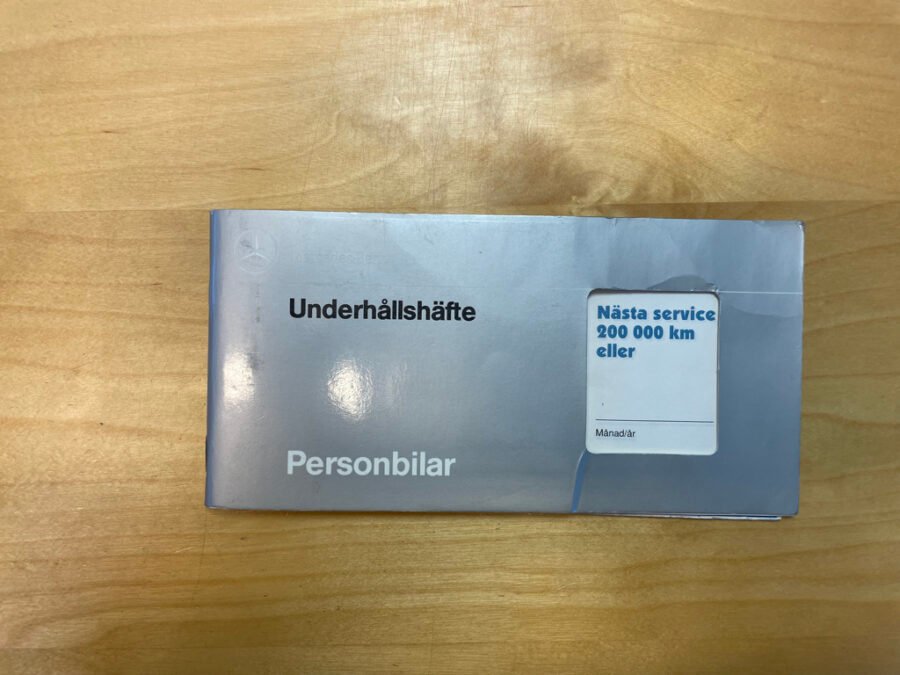 Underhållshäfte
Personbilar
Nästa service
200 000 km
eller
Månad/år